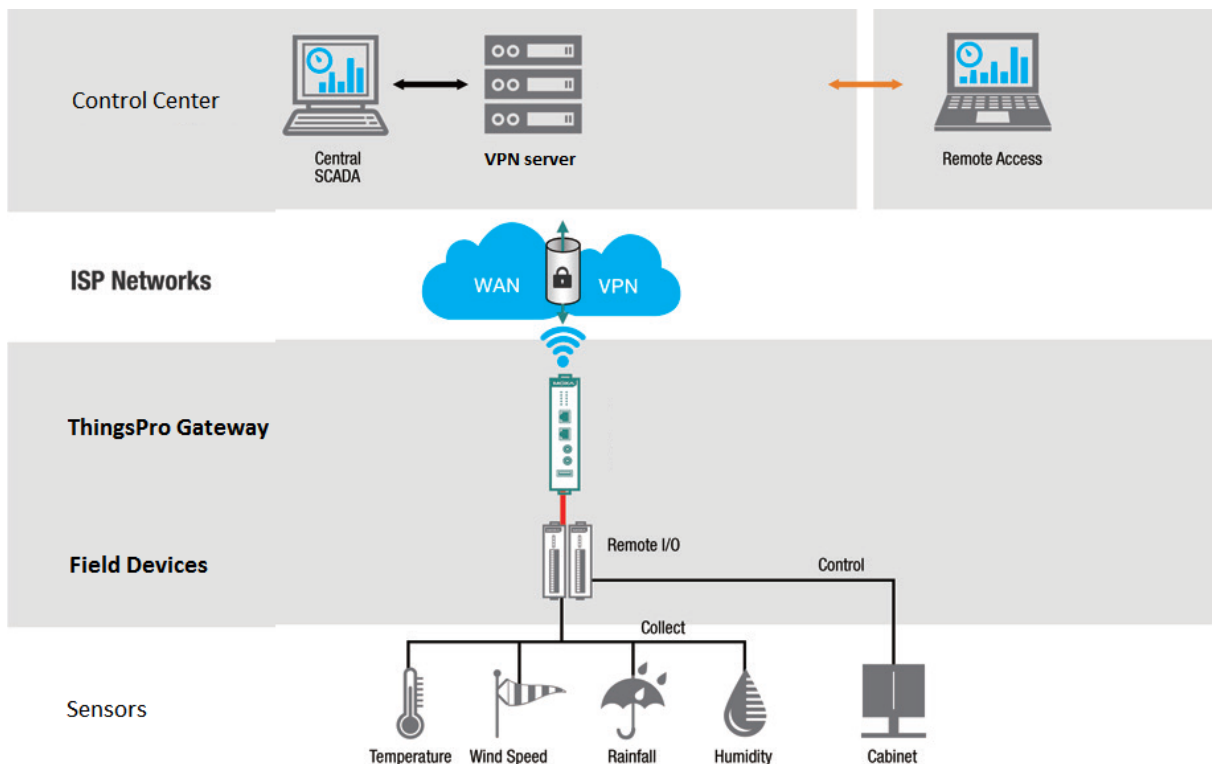 Control Center
Central
SCADA
VPN server
Remote Access
ISP Networks
WAN
VPN
ThingsPro Gateway
MOXA
Field Devices
Remote I/O
Control
Collect
Sensors
Temperature
Wind Speed
Rainfall
Humidity
Cabinet